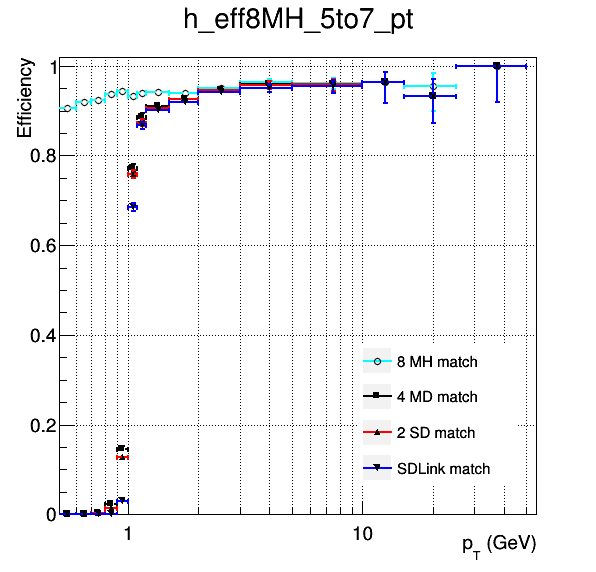 h_eff8MH_5to7_pt
Efficiency
1
0.8
0.6
0.4
0.2
0
8 MH match
4 MD match
2 SD match
SDLink match
1
10
p_T (GeV)